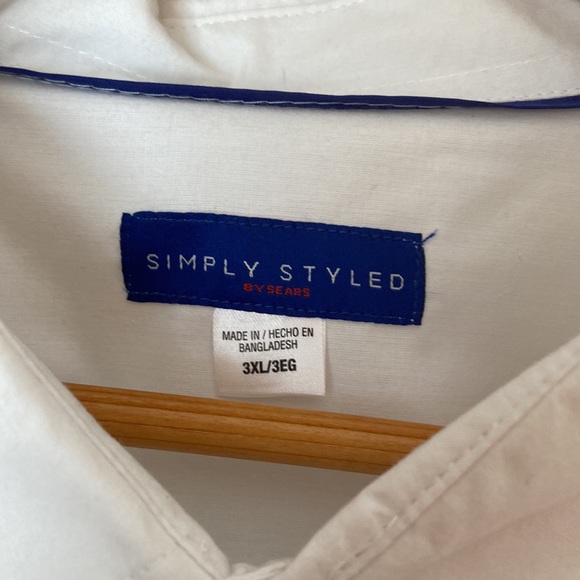 SIMPLY STYLED
BY SEARS
MADE IN / HECHO EN
BANGLADESH
3XL/3EG